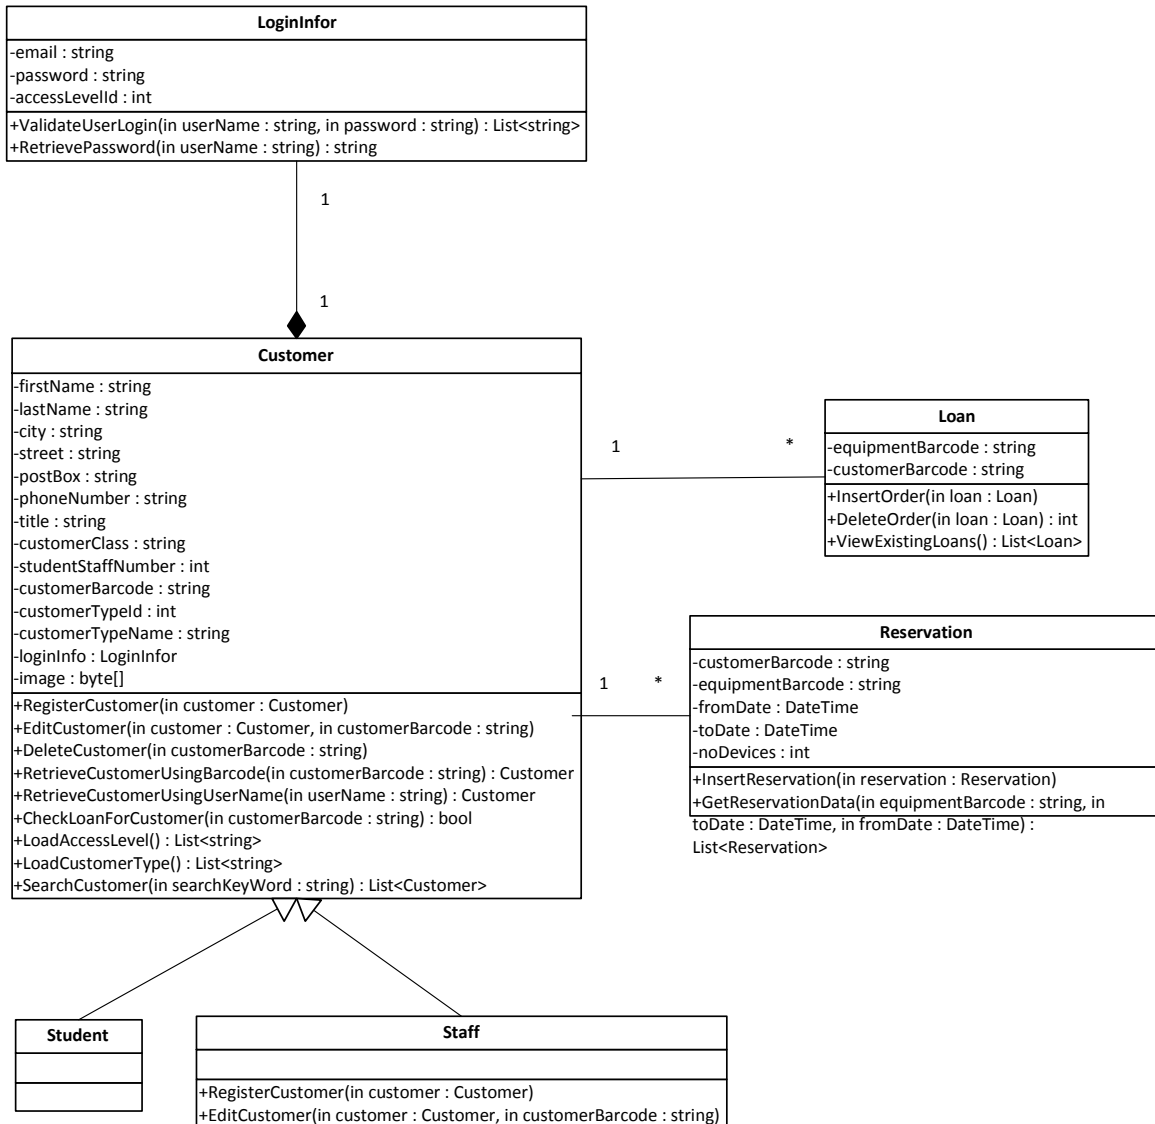 LoginInfor
-email : string
-password : string
-accessLevelId : int
+ValidateUserLogin(in userName : string, in password : string) : List<string>
+RetrievePassword(in userName : string) : string
1
1
Customer
-firstName : string
-lastName : string
-city : string
-street : string
-postBox : string
-phoneNumber : string
-title : string
-customerClass : string
-studentStaffNumber : int
-customerBarcode : string
-customerTypeId : int
-customerTypeName : string
-loginInfo : LoginInfor
-image : byte[]
+RegisterCustomer(in customer : Customer)
+EditCustomer(in customer : Customer, in customerBarcode : string)
+DeleteCustomer(in customerBarcode : string)
+RetrieveCustomerUsingBarcode(in customerBarcode : string) : Customer
+RetrieveCustomerUsingUserName(in userName : string) : Customer
+CheckLoanForCustomer(in customerBarcode : string) : bool
+LoadAccessLevel() : List<string>
+LoadCustomerType() : List<string>
+SearchCustomer(in searchKeyWord : string) : List<Customer>
1 *
Loan
-equipmentBarcode : string
-customerBarcode : string
+InsertOrder(in loan : Loan)
+DeleteOrder(in loan : Loan) : int
+ViewExistingLoans() : List<Loan>
1 *
Reservation
-customerBarcode : string
-equipmentBarcode : string
-fromDate : DateTime
-toDate : DateTime
-noDevices : int
+InsertReservation(in reservation : Reservation)
+GetReservationData(in equipmentBarcode : string, in
toDate : DateTime, in fromDate : DateTime) :
List<Reservation>
Student
Staff
+RegisterCustomer(in customer : Customer)
+EditCustomer(in customer : Customer, in customerBarcode : string)